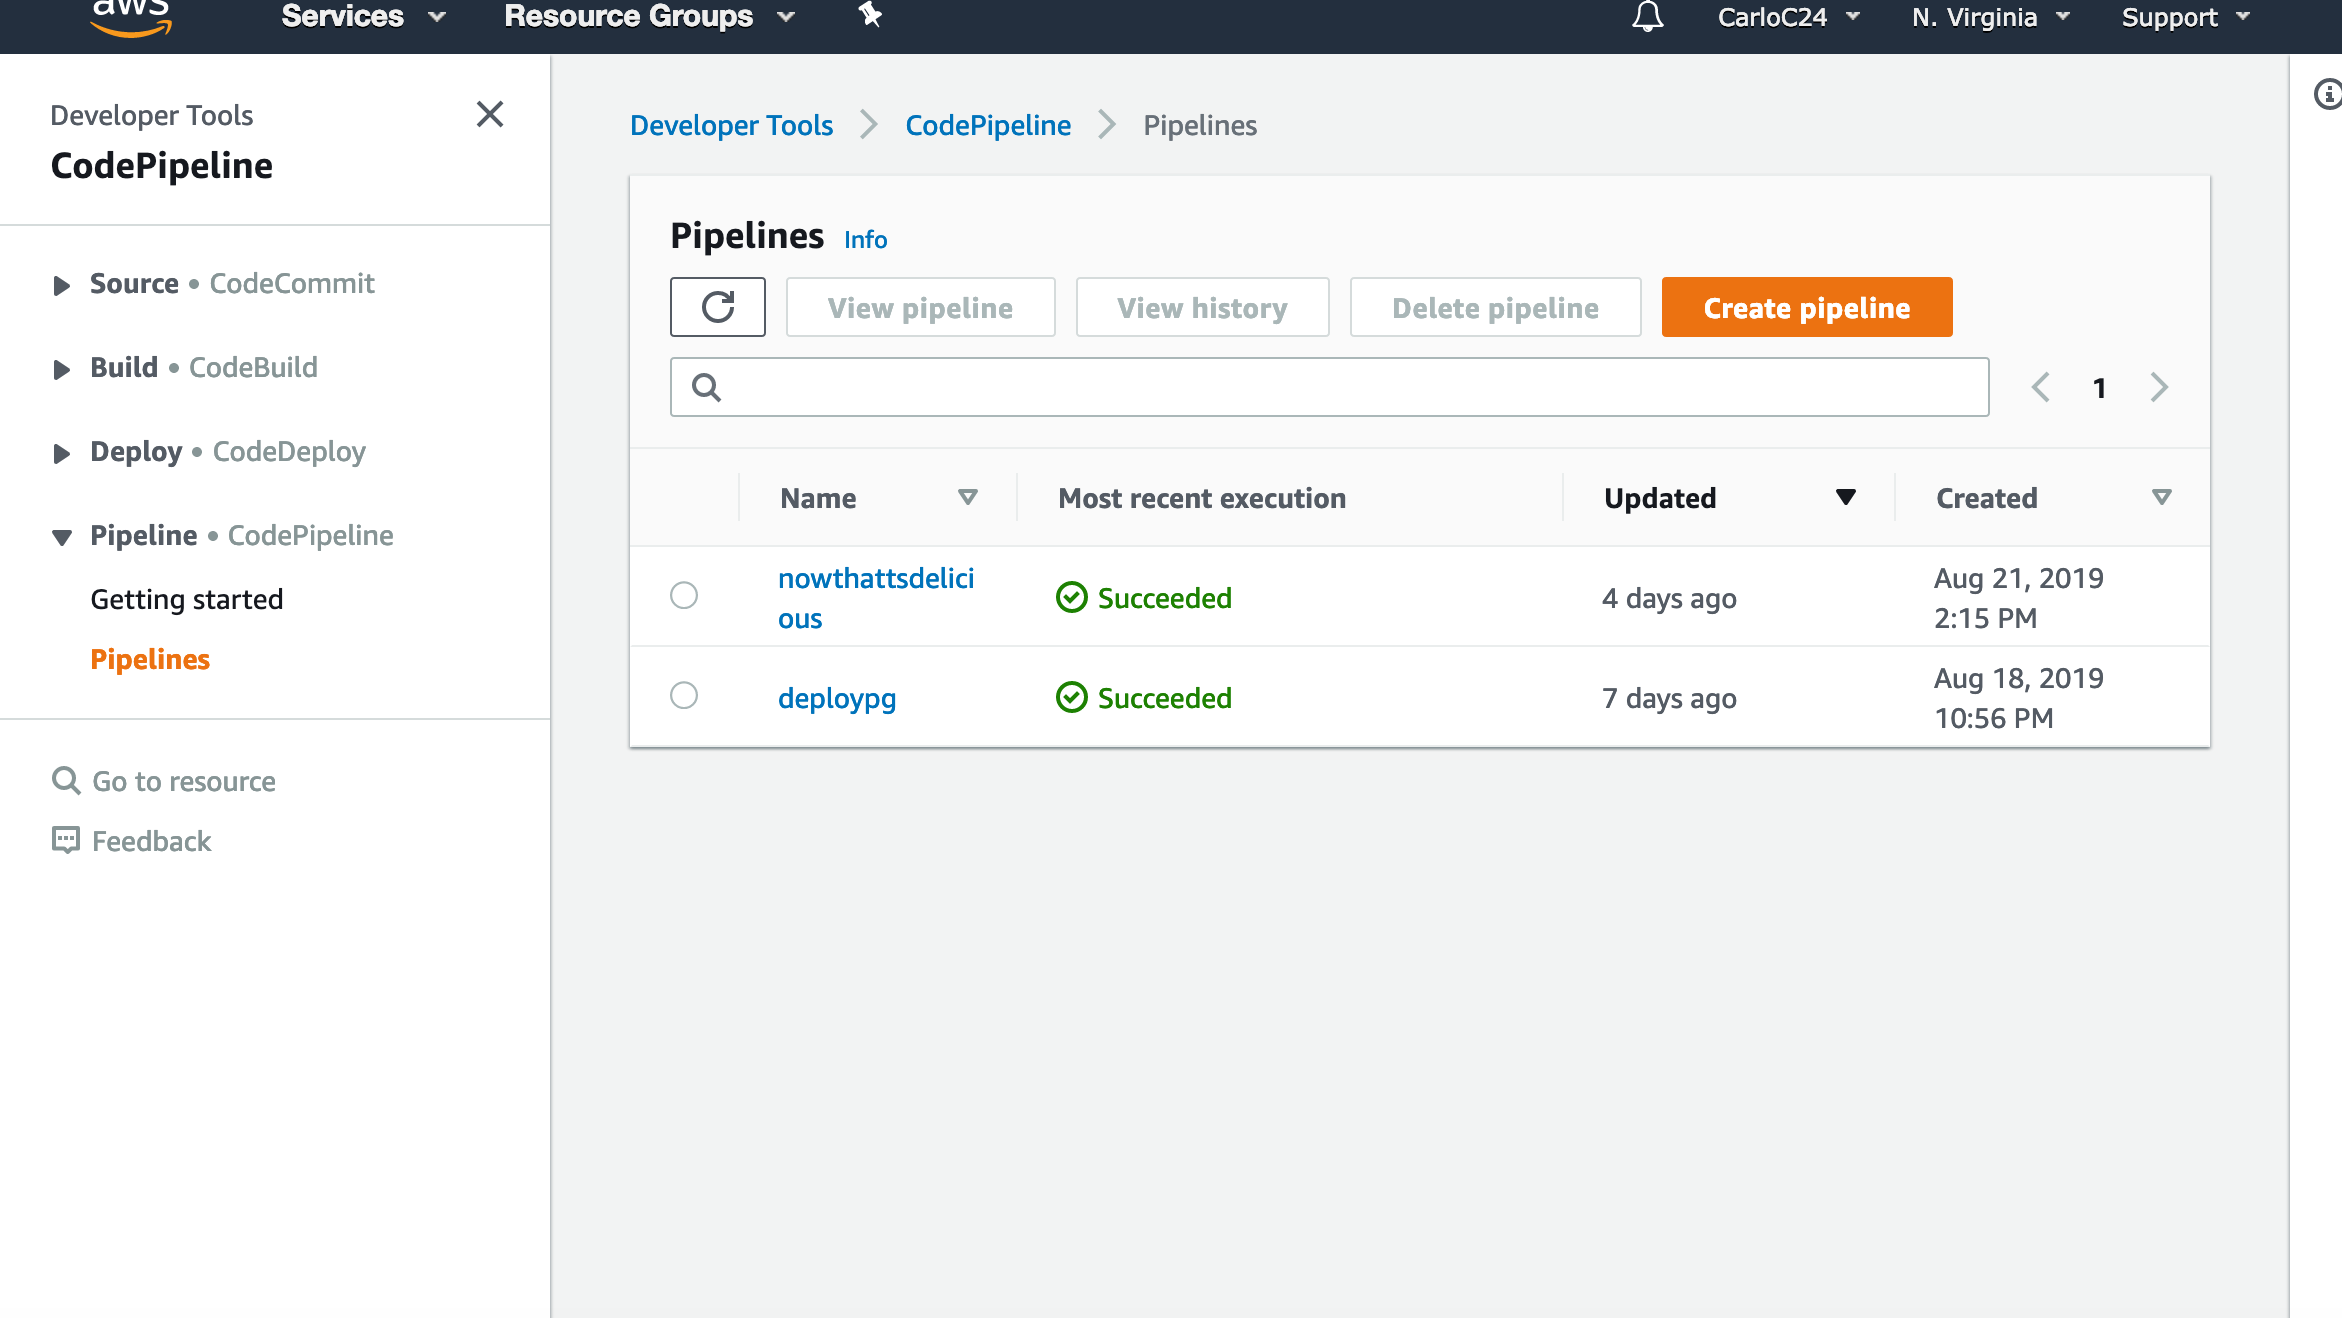 aws Services Resource Groups CarloC24 N. Virginia Support
Developer Tools
CodePipeline
Source • CodeCommit
Build • CodeBuild
Deploy • CodeDeploy
Pipeline • CodePipeline
Getting started
Pipelines
Go to resource
Feedback
Developer Tools CodePipeline Pipelines
Pipelines Info
View pipeline View history Delete pipeline Create pipeline
1
Name Most recent execution Updated Created
nowthattsdelici
ous
Succeeded 4 days ago
Aug 21, 2019
2:15 PM
deploypg Succeeded 7 days ago
Aug 18, 2019
10:56 PM